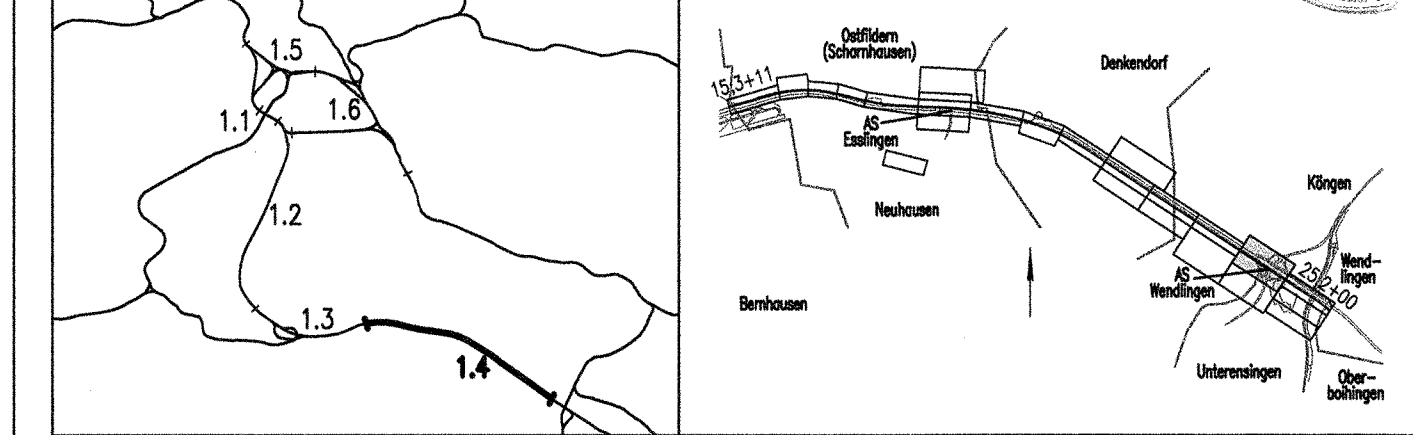 1.5
1.1
1.6
1.2
1.3
1.4
Ostfildern
(Scharnhausen)
Denkendorf
15,3+11
AS
Esslingen
Köngen
Neuhausen
Wend-
lingen
AS
Wendlingen
25,2+00
Bernhausen
Unterensingen
Ober-
boihingen